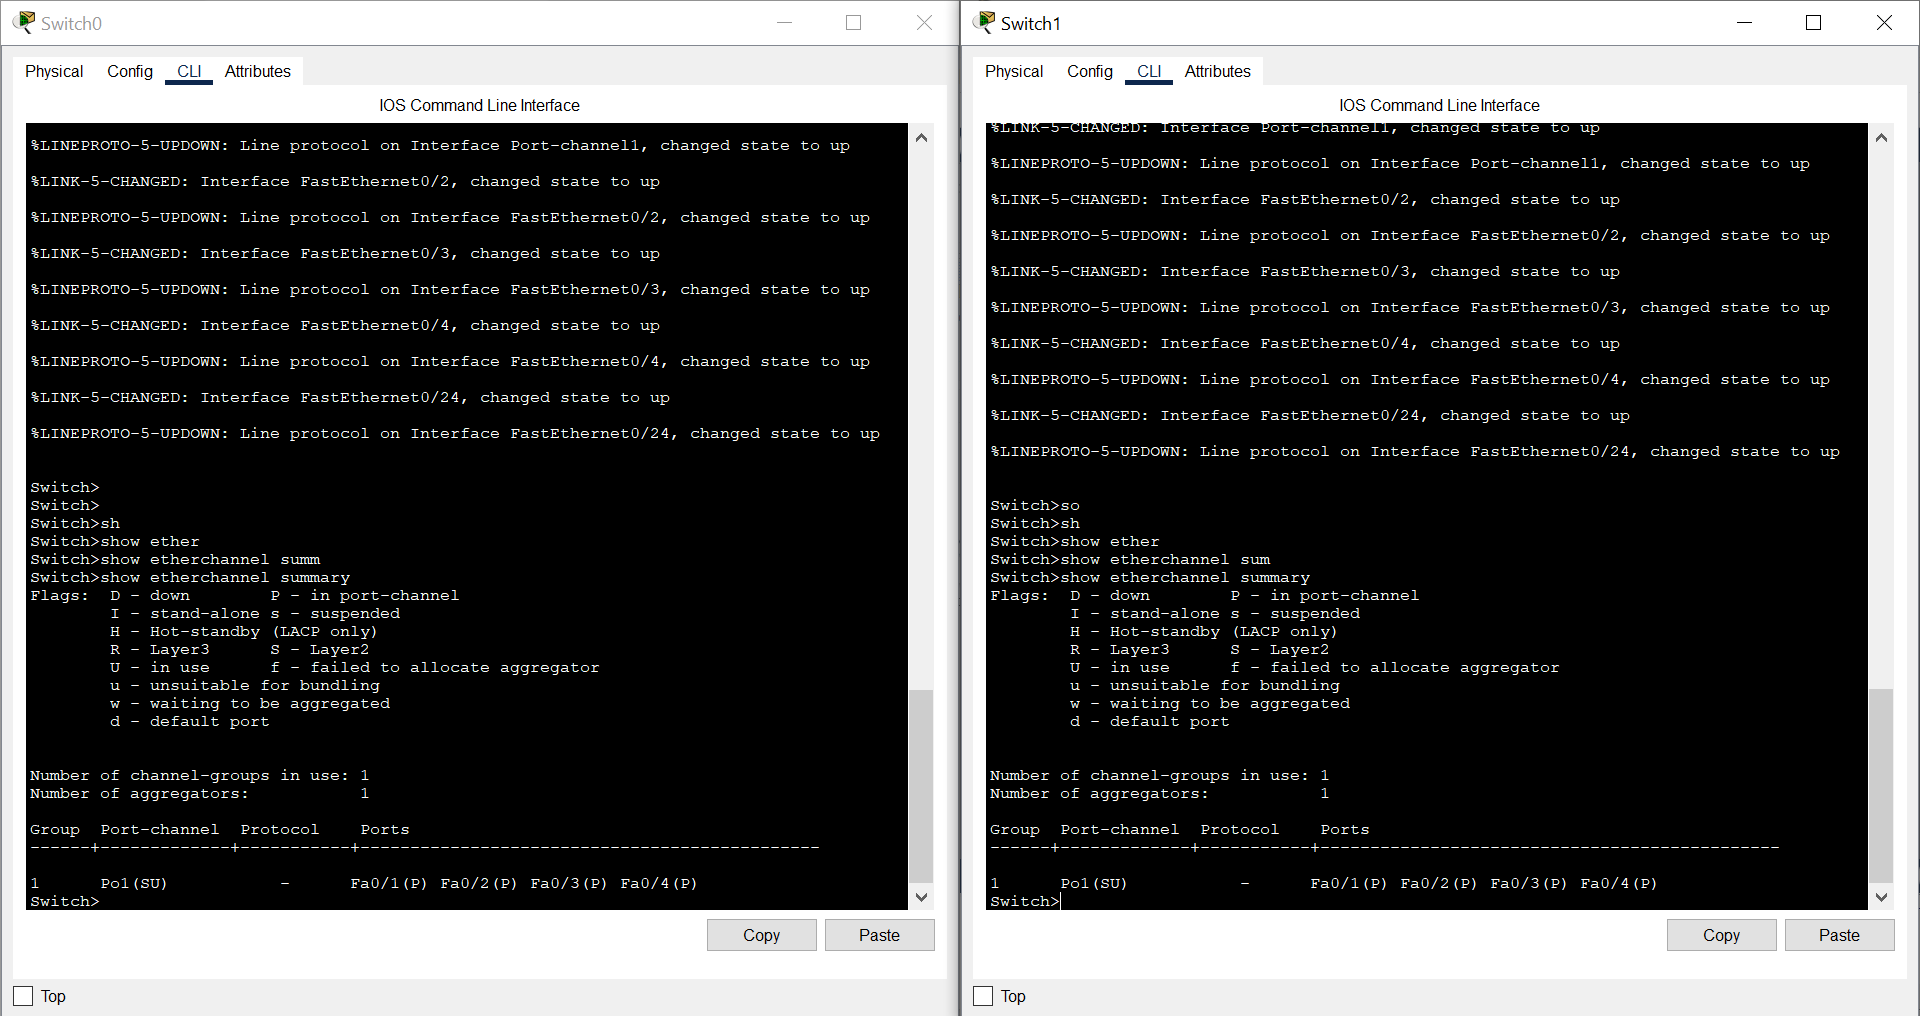 Switch0
Physical Config CLI Attributes
IOS Command Line Interface
%LINEPROTO-5-UPDOWN: Line protocol on Interface Port-channel1, changed state to up
%LINK-5-CHANGED: Interface FastEthernet0/2, changed state to up
%LINEPROTO-5-UPDOWN: Line protocol on Interface FastEthernet0/2, changed state to up
%LINK-5-CHANGED: Interface FastEthernet0/3, changed state to up
%LINEPROTO-5-UPDOWN: Line protocol on Interface FastEthernet0/3, changed state to up
%LINK-5-CHANGED: Interface FastEthernet0/4, changed state to up
%LINEPROTO-5-UPDOWN: Line protocol on Interface FastEthernet0/4, changed state to up
%LINK-5-CHANGED: Interface FastEthernet0/24, changed state to up
%LINEPROTO-5-UPDOWN: Line protocol on Interface FastEthernet0/24, changed state to up
Switch>
Switch>
Switch>sh
Switch>show ether
Switch>show etherchannel summ
Switch>show etherchannel summary
Flags:  D - down        P - in port-channel
        I - stand-alone s - suspended
        H - Hot-standby (LACP only)
        R - Layer3      S - Layer2
        U - in use      f - failed to allocate aggregator
        u - unsuitable for bundling
        w - waiting to be aggregated
        d - default port
Number of channel-groups in use: 1
Number of aggregators:           1
Group  Port-channel  Protocol    Ports
------+-------------+-----------+----------------------------------------------
1      Po1(SU)           -      Fa0/1(P) Fa0/2(P) Fa0/3(P) Fa0/4(P)
Switch>
Copy Paste
Top
Switch1
Physical Config CLI Attributes
IOS Command Line Interface
%LINK-5-CHANGED: Interface Port-channel1, changed state to up
%LINEPROTO-5-UPDOWN: Line protocol on Interface Port-channel1, changed state to up
%LINK-5-CHANGED: Interface FastEthernet0/2, changed state to up
%LINEPROTO-5-UPDOWN: Line protocol on Interface FastEthernet0/2, changed state to up
%LINK-5-CHANGED: Interface FastEthernet0/3, changed state to up
%LINEPROTO-5-UPDOWN: Line protocol on Interface FastEthernet0/3, changed state to up
%LINK-5-CHANGED: Interface FastEthernet0/4, changed state to up
%LINEPROTO-5-UPDOWN: Line protocol on Interface FastEthernet0/4, changed state to up
%LINK-5-CHANGED: Interface FastEthernet0/24, changed state to up
%LINEPROTO-5-UPDOWN: Line protocol on Interface FastEthernet0/24, changed state to up
Switch>so
Switch>sh
Switch>show ether
Switch>show etherchannel sum
Switch>show etherchannel summary
Flags:  D - down        P - in port-channel
        I - stand-alone s - suspended
        H - Hot-standby (LACP only)
        R - Layer3      S - Layer2
        U - in use      f - failed to allocate aggregator
        u - unsuitable for bundling
        w - waiting to be aggregated
        d - default port
Number of channel-groups in use: 1
Number of aggregators:           1
Group  Port-channel  Protocol    Ports
------+-------------+-----------+----------------------------------------------
1      Po1(SU)           -      Fa0/1(P) Fa0/2(P) Fa0/3(P) Fa0/4(P)
Switch>
Copy Paste
Top